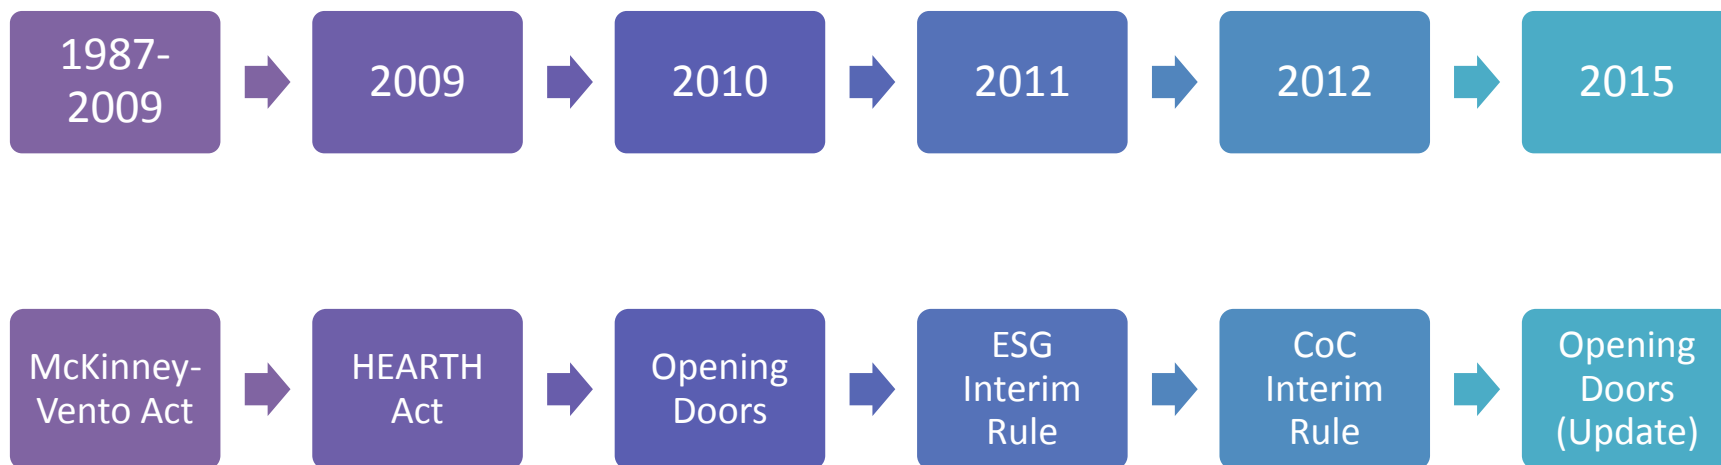 1987-
2009
2009
2010
2011
2012
2015
McKinney-
Vento Act
HEARTH
Act
Opening
Doors
ESG
Interim
Rule
CoC
Interim
Rule
Opening
Doors
(Update)